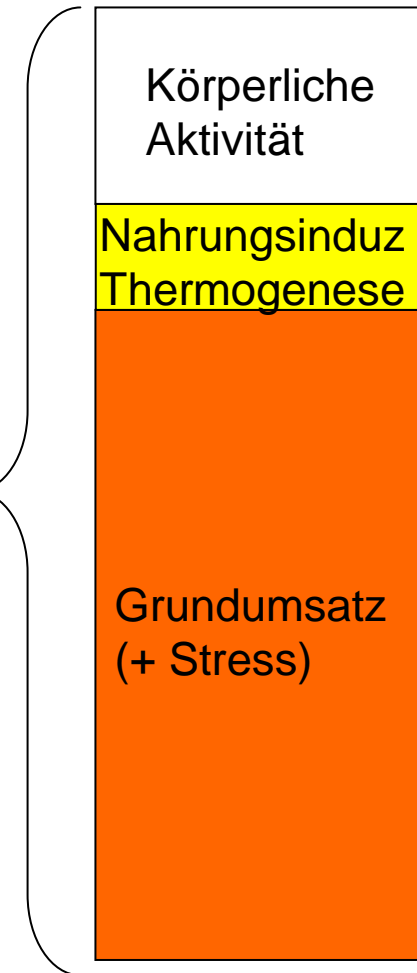 Körperliche
Aktivität
Nahrungsinduz
Thermogenese
Grundumsatz
(+ Stress)